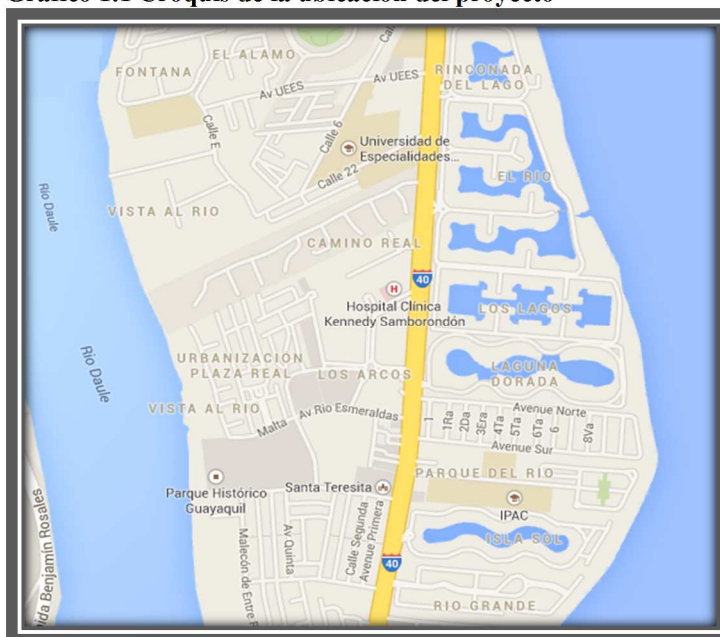 Gráfico 1.1 Croquis de la ubicación del proyecto
EL ALAMO
FONTANA
Av UEES
Av UEES
RINCONADA
DEL LAGO
Calle E
Calle 6
Universidad de
Especialidades...
Calle 22
EL RIO
Rio Daule
VISTA AL RIO
CAMINO REAL
40
Hospital Clínica
Kennedy Samborondón
LOS LAGOS
Rio Daule
URBANIZACIÓN
PLAZA REAL
LOS ARCOS
LAGUNA
DORADA
VISTA AL RIO
Malta
Av Rio Esmeraldas
Avenue Norte
1
1Ra
2Da
3Era
4Ta
5Ta
6Ta
6
8Va
Avenue Sur
PARQUE DEL RIO
Parque Histórico
Guayaquil
Santa Teresita
IPAC
Malecón de Entre R
Av Quinta
Calle Segunda
Avenue Primera
ISLA SOL
40
RIO GRANDE
nida Benjamín Rosales